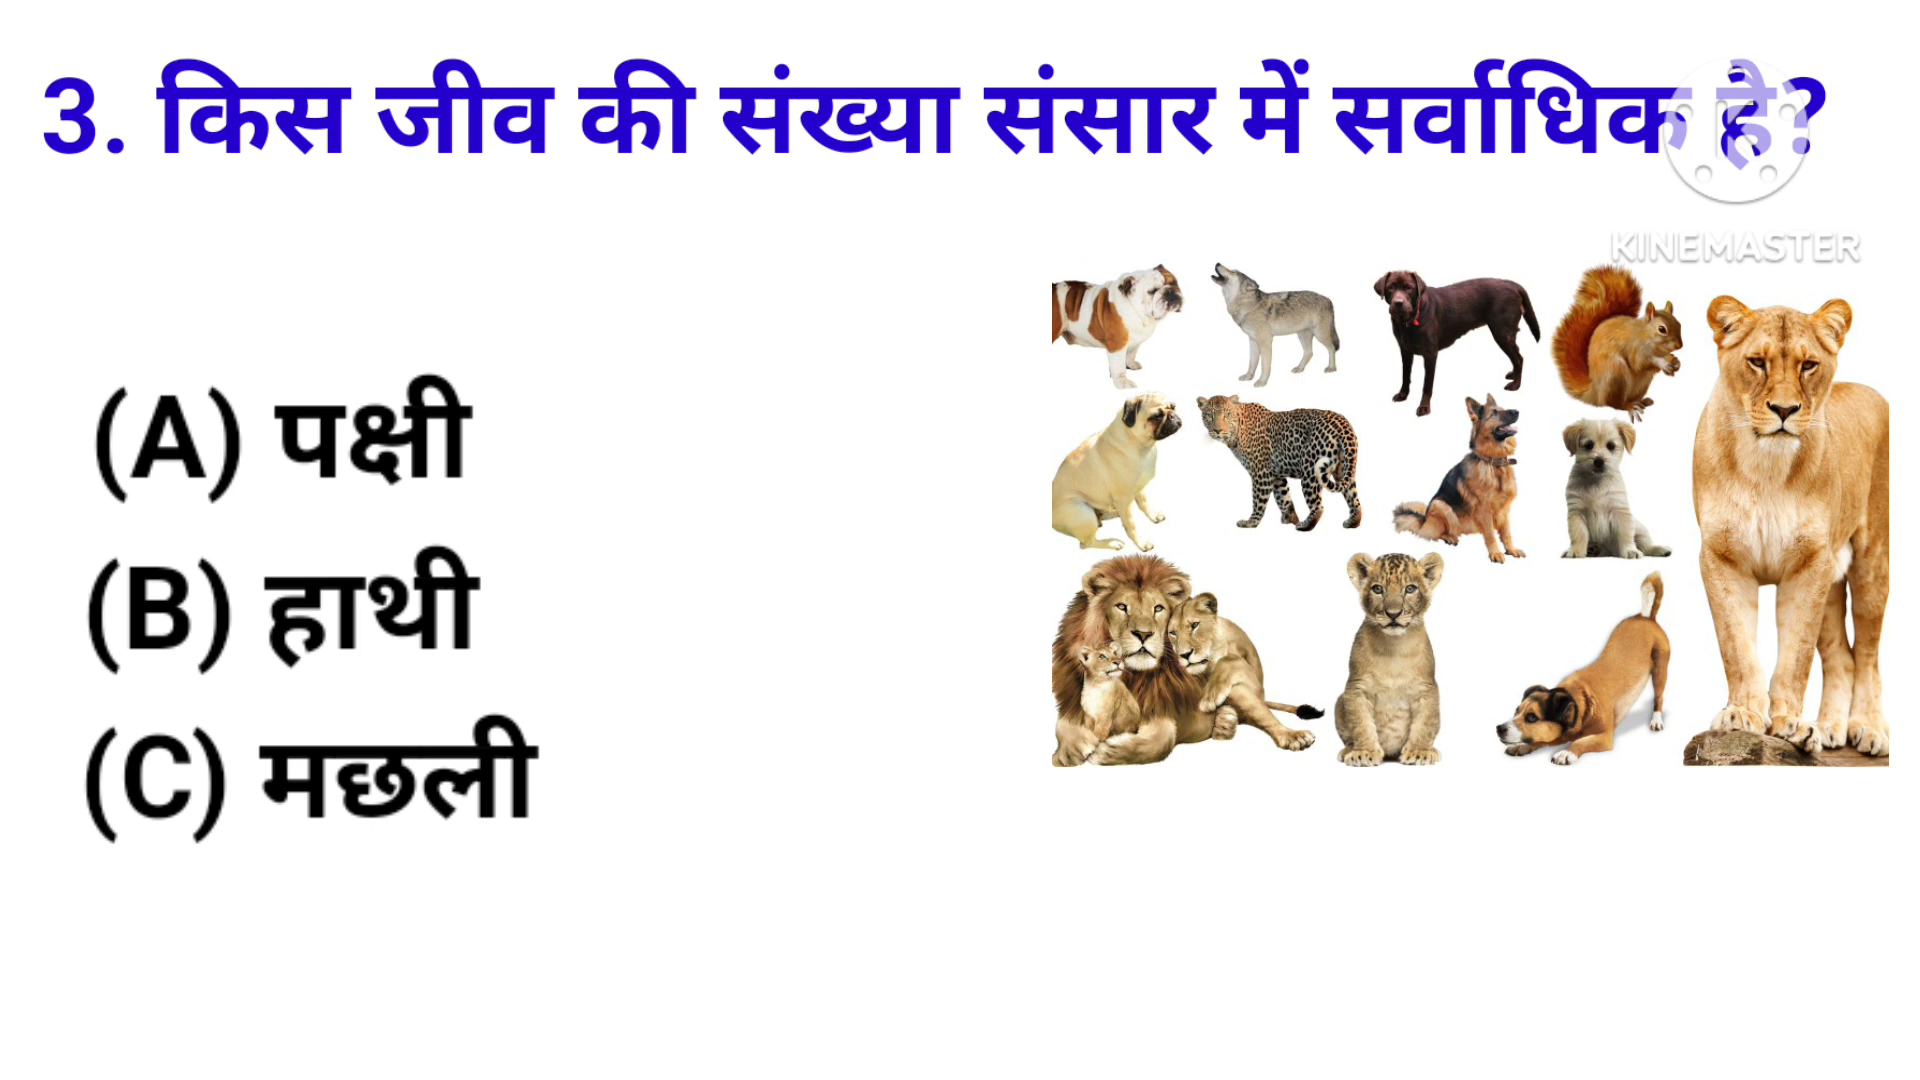 3. किस जीव की संख्या संसार में सर्वाधिक है?
KINEMASTER
(A) पक्षी
(B) हाथी
(C) मछली